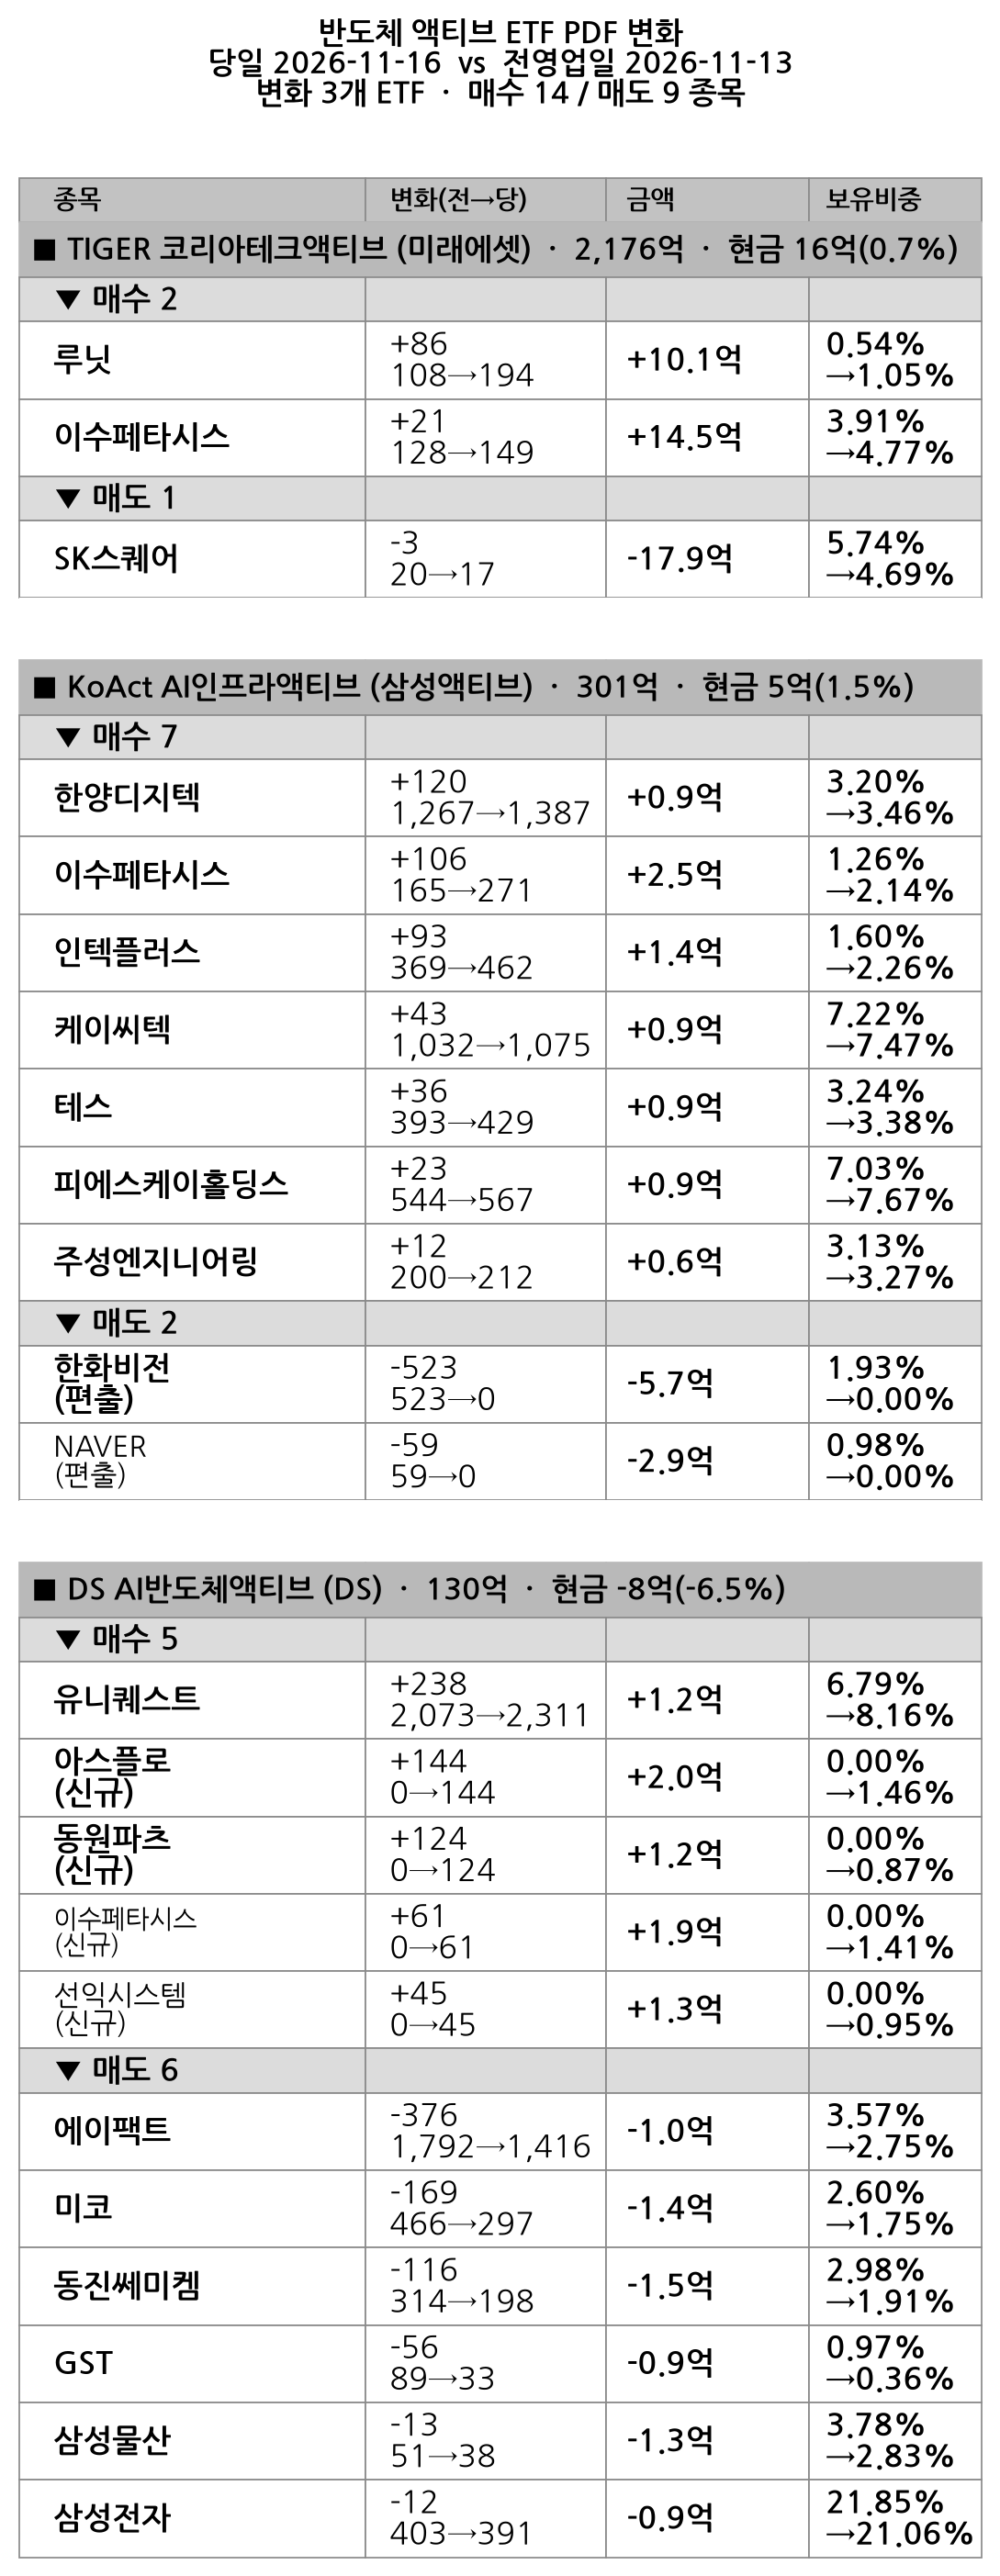 반도체 액티브 ETF PDF 변화
당일 2026-11-16 vs 전영업일 2026-11-13
변화 3개 ETF · 매수 14 / 매도 9 종목
종목 변화(전→당) 금액 보유비중
■ TIGER 코리아테크액티브 (미래에셋) · 2,176억 · 현금 16억(0.7%)
▼ 매수 2
루닛 +86 108→194 +10.1억 0.54% →1.05%
이수페타시스 +21 128→149 +14.5억 3.91% →4.77%
▼ 매도 1
SK스퀘어 -3 20→17 -17.9억 5.74% →4.69%
■ KoAct AI인프라액티브 (삼성액티브) · 301억 · 현금 5억(1.5%)
▼ 매수 7
한양디지텍 +120 1,267→1,387 +0.9억 3.20% →3.46%
이수페타시스 +106 165→271 +2.5억 1.26% →2.14%
인텍플러스 +93 369→462 +1.4억 1.60% →2.26%
케이씨텍 +43 1,032→1,075 +0.9억 7.22% →7.47%
테스 +36 393→429 +0.9억 3.24% →3.38%
피에스케이홀딩스 +23 544→567 +0.9억 7.03% →7.67%
주성엔지니어링 +12 200→212 +0.6억 3.13% →3.27%
▼ 매도 2
한화비전 (편출) -523 523→0 -5.7억 1.93% →0.00%
NAVER (편출) -59 59→0 -2.9억 0.98% →0.00%
■ DS AI반도체액티브 (DS) · 130억 · 현금 -8억(-6.5%)
▼ 매수 5
유니퀘스트 +238 2,073→2,311 +1.2억 6.79% →8.16%
아스플로 (신규) +144 0→144 +2.0억 0.00% →1.46%
동원파츠 (신규) +124 0→124 +1.2억 0.00% →0.87%
이수페타시스 (신규) +61 0→61 +1.9억 0.00% →1.41%
선익시스템 (신규) +45 0→45 +1.3억 0.00% →0.95%
▼ 매도 6
에이팩트 -376 1,792→1,416 -1.0억 3.57% →2.75%
미코 -169 466→297 -1.4억 2.60% →1.75%
동진쎄미켐 -116 314→198 -1.5억 2.98% →1.91%
GST -56 89→33 -0.9억 0.97% →0.36%
삼성물산 -13 51→38 -1.3억 3.78% →2.83%
삼성전자 -12 403→391 -0.9억 21.85% →21.06%